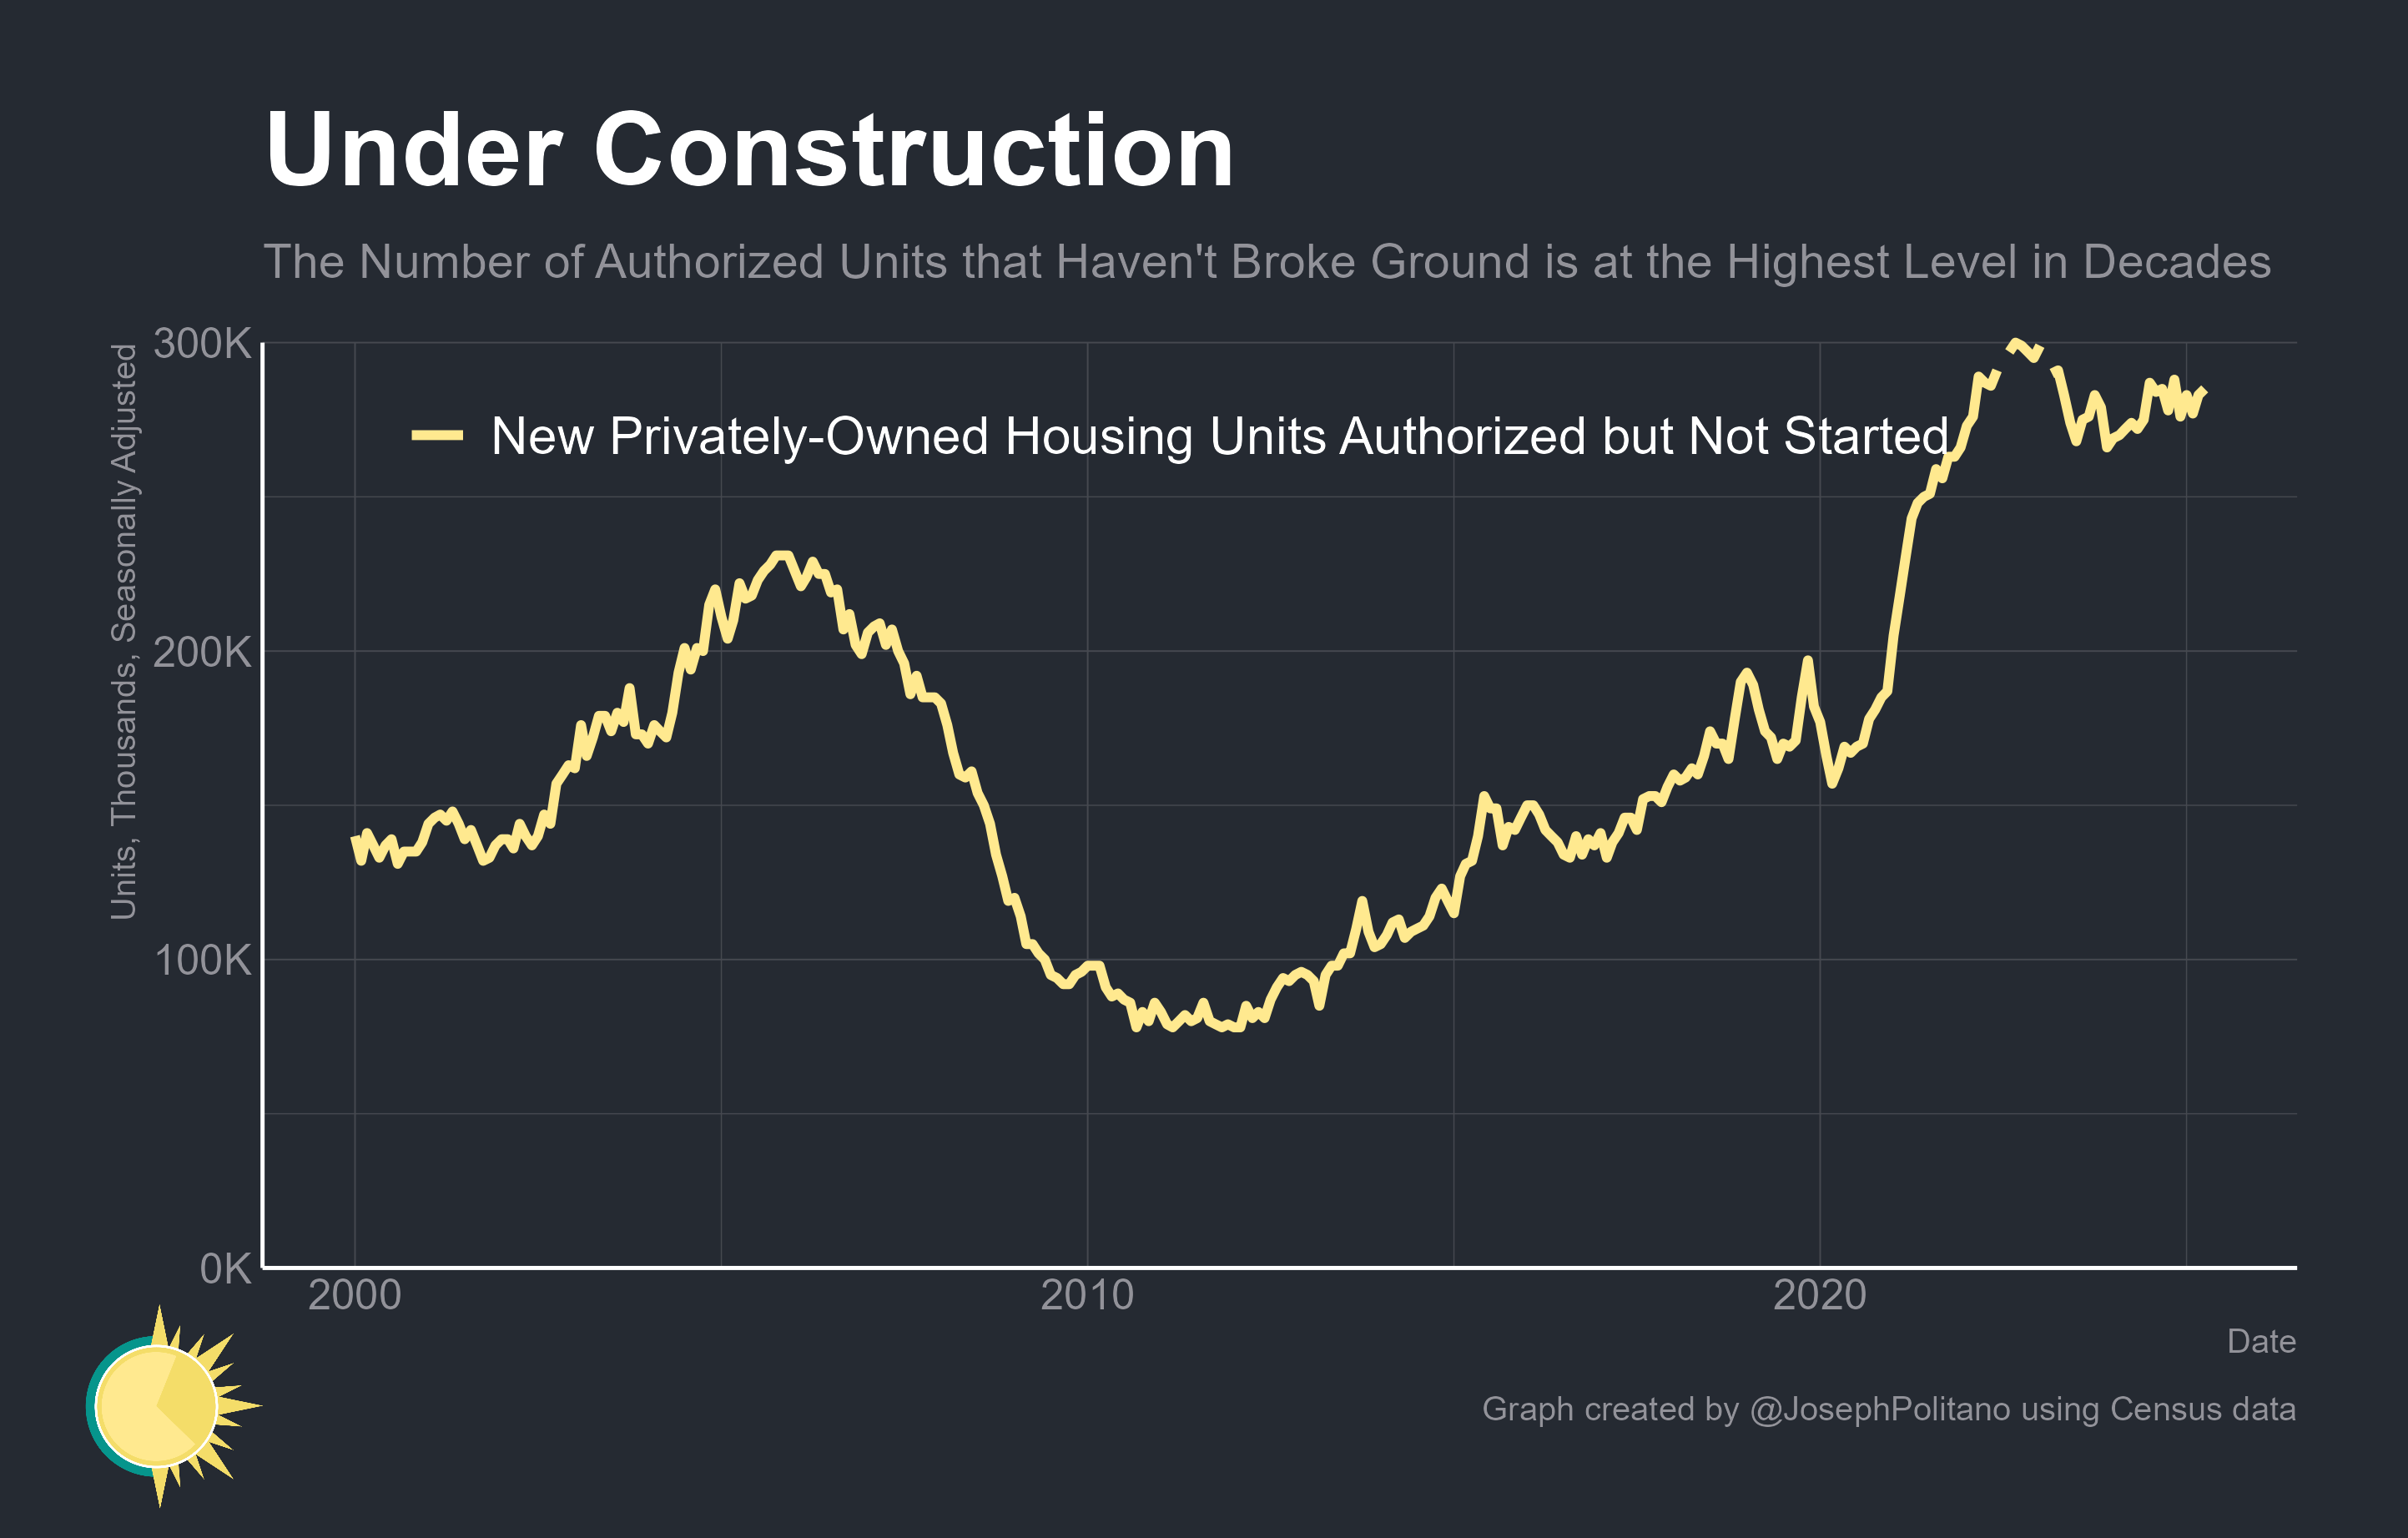 Under Construction
The Number of Authorized Units that Haven't Broke Ground is at the Highest Level in Decades
Units, Thousands, Seasonally Adjusted
300K
200K
100K
0K
New Privately-Owned Housing Units Authorized but Not Started
2000
2010
2020
Date
Graph created by @JosephPolitano using Census data